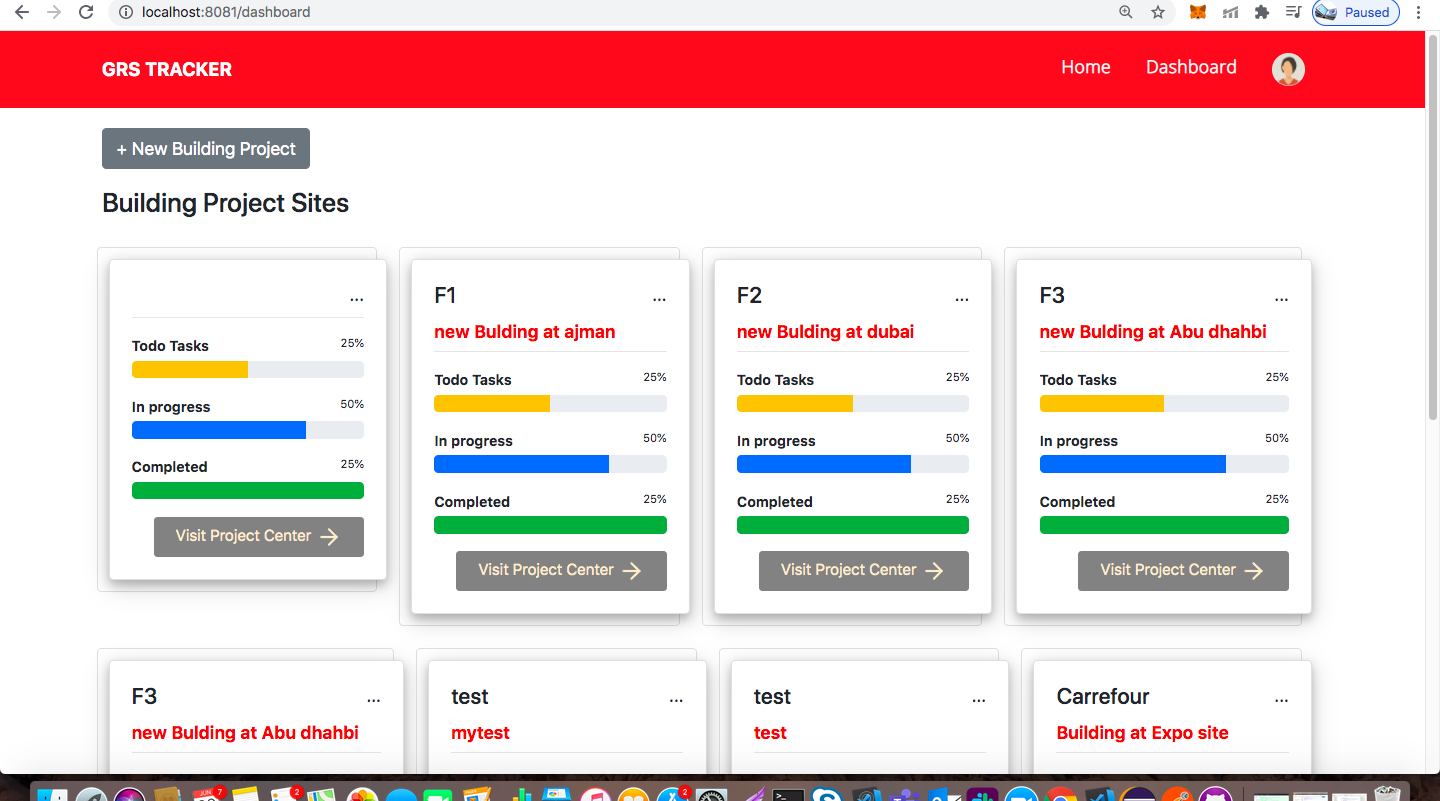 localhost:8081/dashboard
Paused
GRS TRACKER
Home
Dashboard
+ New Building Project
Building Project Sites
...
Todo Tasks
25%
In progress
50%
Completed
25%
Visit Project Center
F1
...
new Bulding at ajman
Todo Tasks
25%
In progress
50%
Completed
25%
Visit Project Center
F2
...
new Bulding at dubai
Todo Tasks
25%
In progress
50%
Completed
25%
Visit Project Center
F3
...
new Bulding at Abu dhahbi
Todo Tasks
25%
In progress
50%
Completed
25%
Visit Project Center
F3
...
new Bulding at Abu dhahbi
test
...
mytest
test
...
test
Carrefour
...
Building at Expo site
JUN
7
2
2